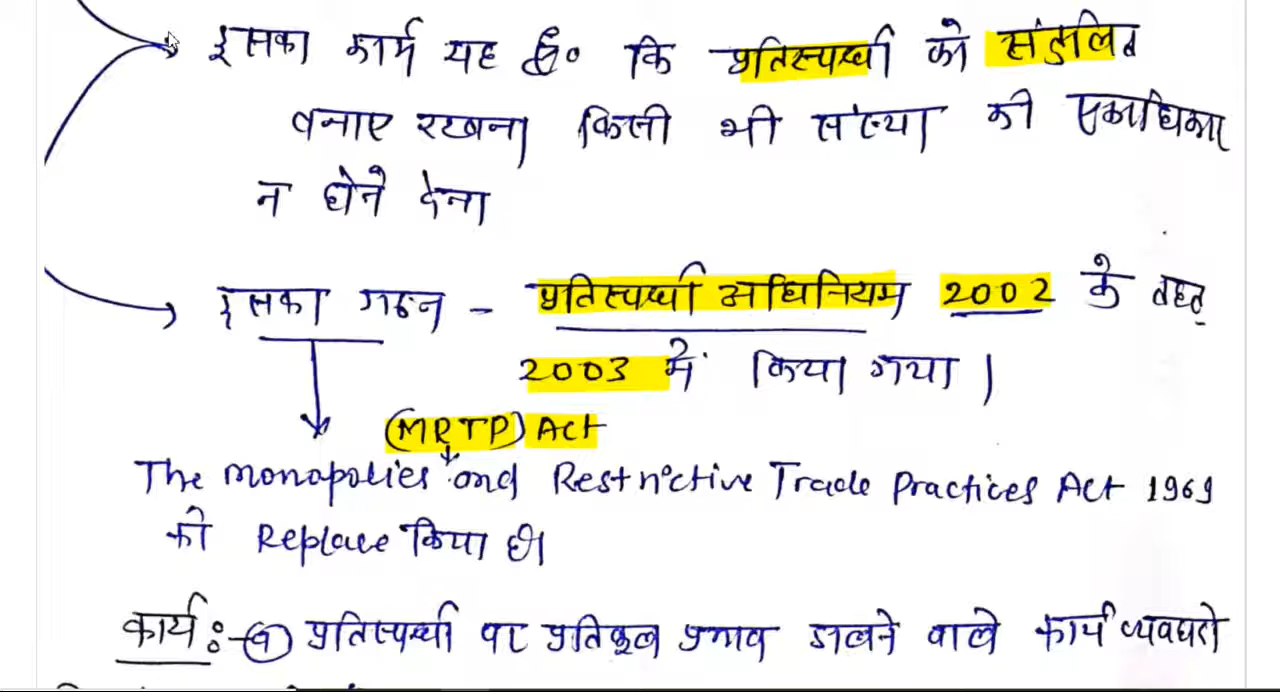 इसका कार्य यह है० कि प्रतिस्पर्धा को संतुलित
बनाए रखना किसी भी संस्था की एकाधिकार
न होने देना
इसका गठन - प्रतिस्पर्धा अधिनियम 2002 के तहत
2003 में किया गया।
(MRTP) Act
The monopolies and Restrictive Trade Practices Act 1969
को Replace किया है।
कार्य :- ① प्रतिस्पर्धा पर प्रतिकूल प्रभाव डालने वाले कार्य व्यवहारो